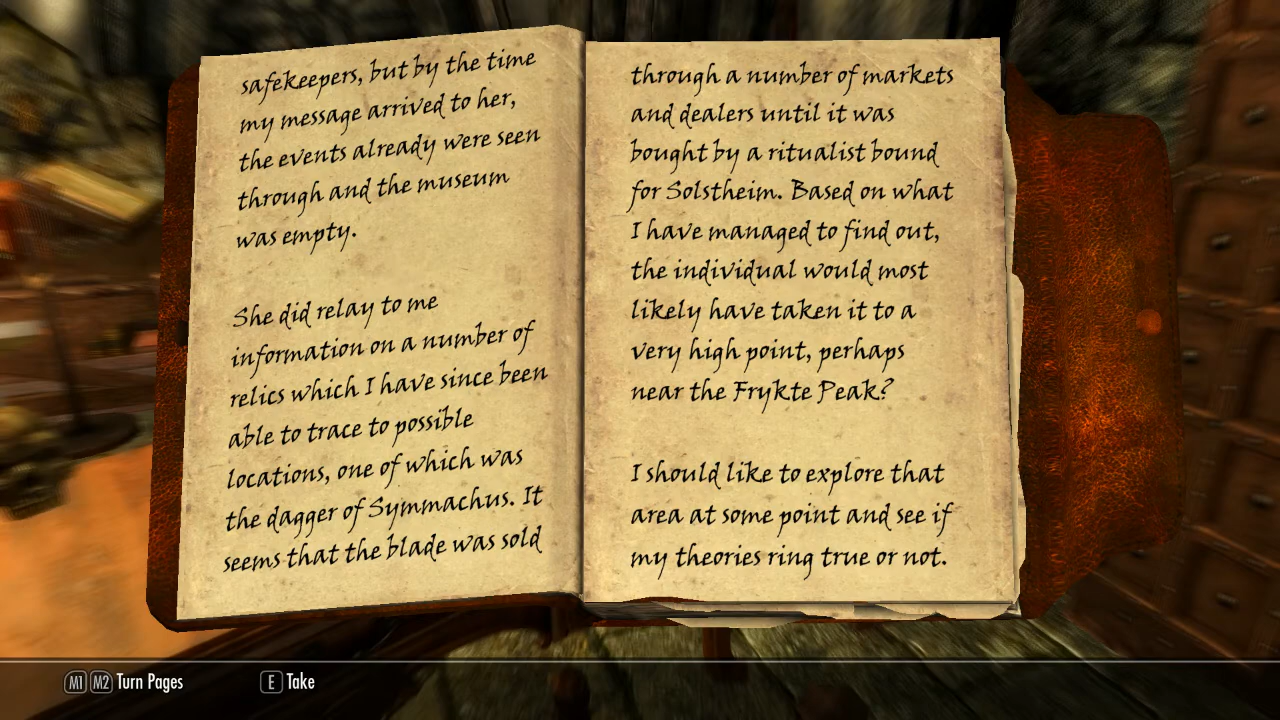 safekeepers, but by the time
my message arrived to her,
the events already were seen
through and the museum
was empty.
She did relay to me
information on a number of
relics which I have since been
able to trace to possible
locations, one of which was
the dagger of Symmachus. It
seems that the blade was sold
through a number of markets
and dealers until it was
bought by a ritualist bound
for Solstheim. Based on what
I have managed to find out,
the individual would most
likely have taken it to a
very high point, perhaps
near the Frykte Peak?
I should like to explore that
area at some point and see if
my theories ring true or not.
M1 M2 Turn Pages
E Take